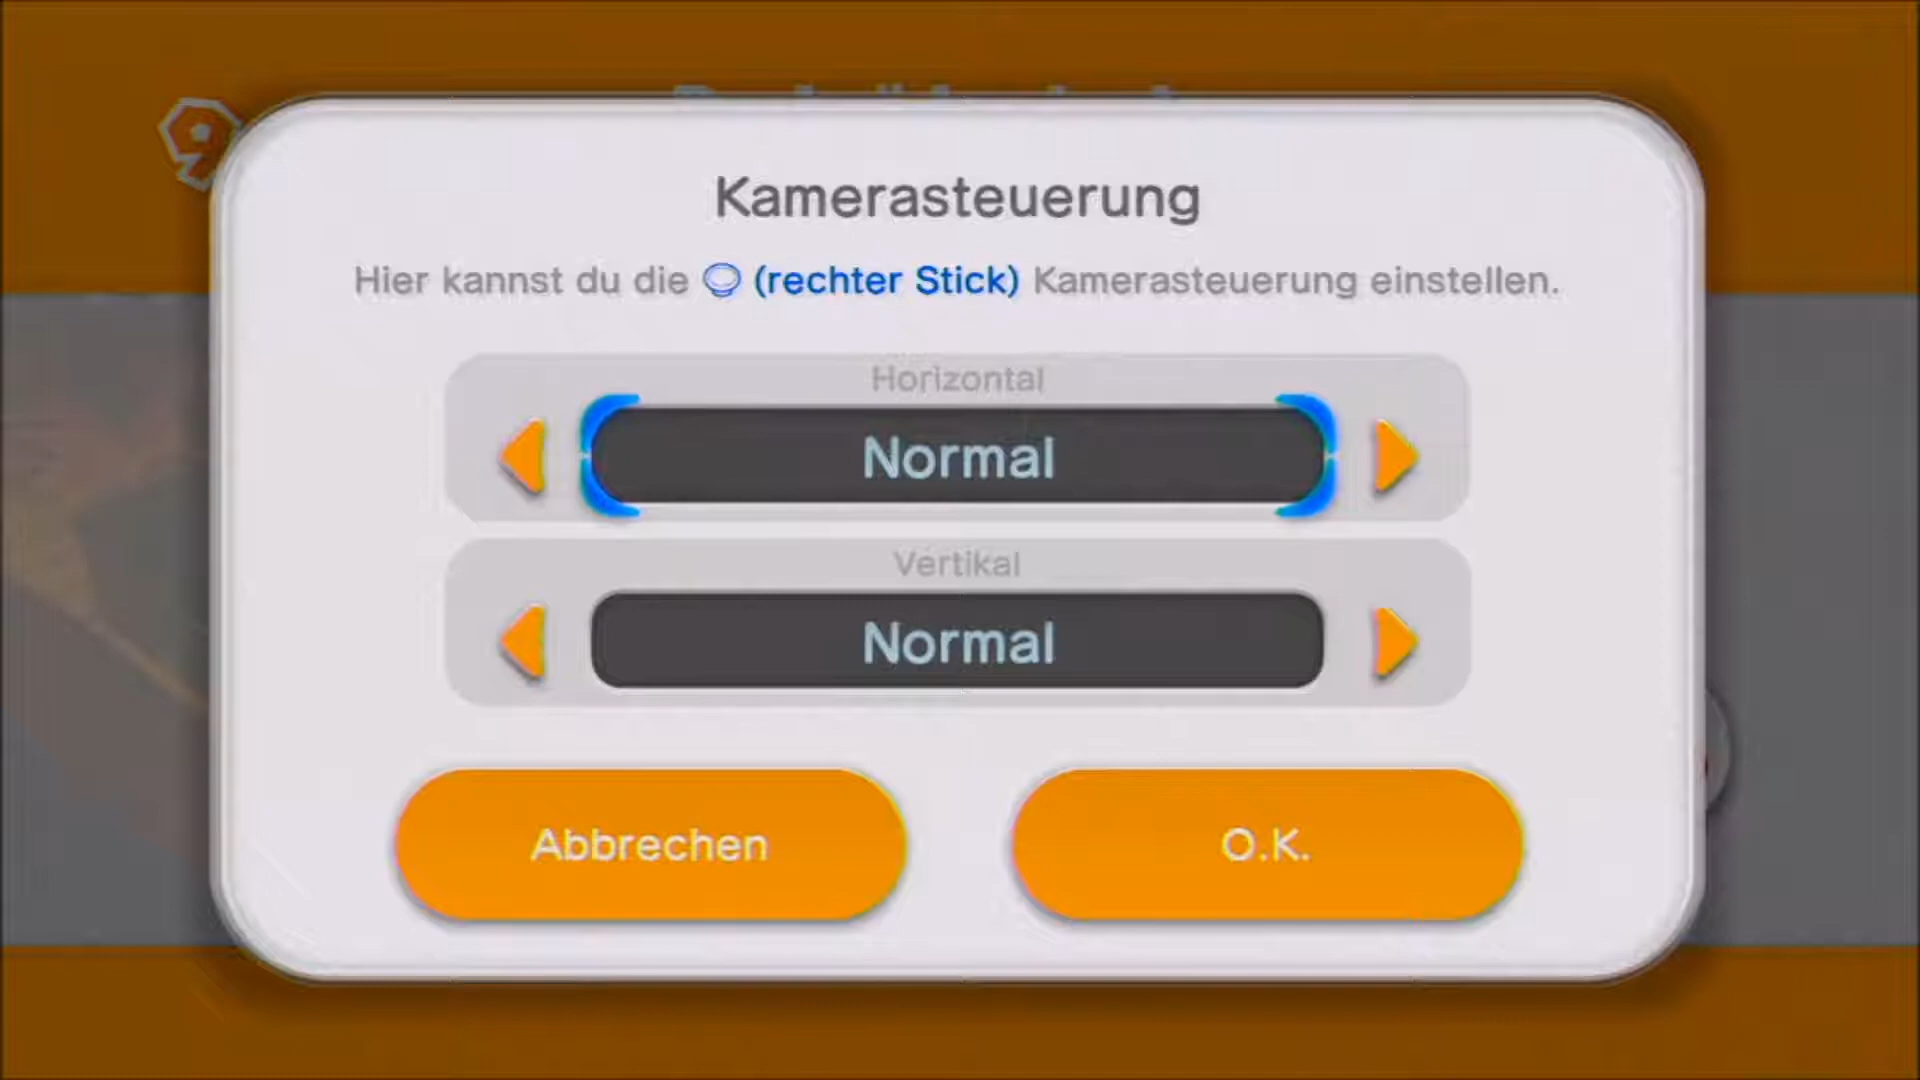 Kamerasteuerung
Hier kannst du die (rechter Stick) Kamerasteuerung einstellen.
Horizontal
Normal
Vertikal
Normal
Abbrechen
O.K.